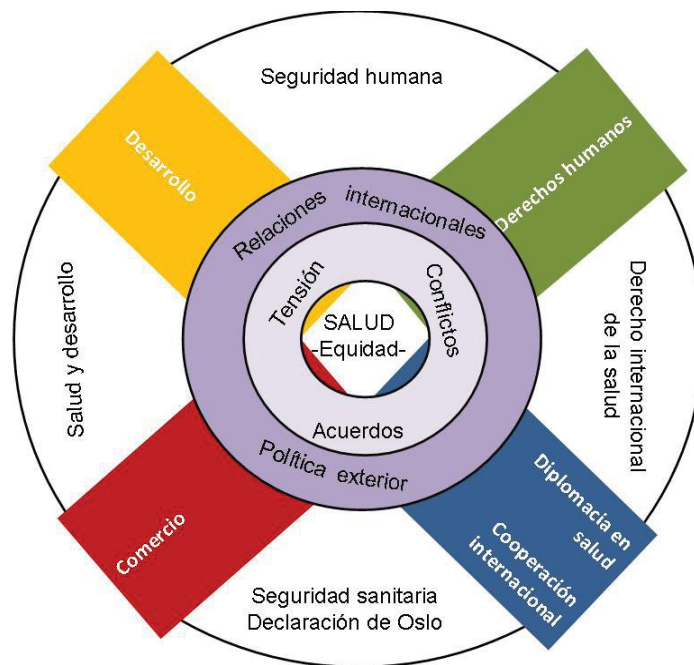 Seguridad humana
Desarrollo
Derechos humanos
Relaciones internacionales
Tensión
Conflictos
SALUD
-Equidad-
Salud y desarrollo
Derecho internacional
de la salud
Acuerdos
Política exterior
Comercio
Diplomacia en
salud
Cooperación
internacional
Seguridad sanitaria
Declaración de Oslo